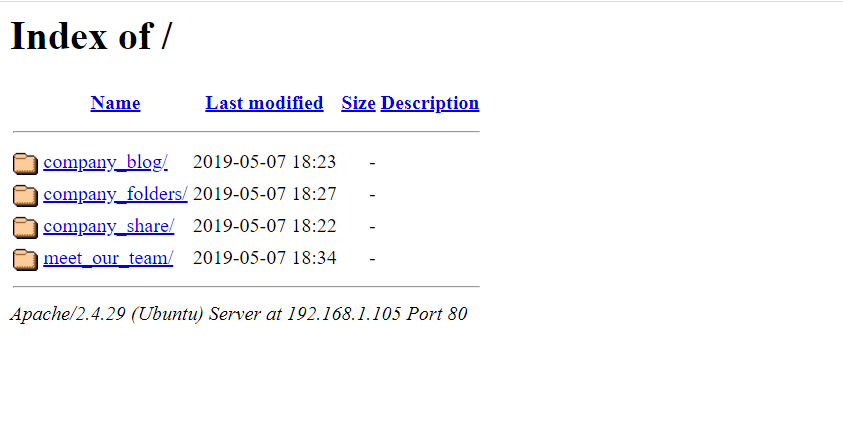 Index of /
Name Last modified Size Description
company_blog/ 2019-05-07 18:23 -
company_folders/ 2019-05-07 18:27 -
company_share/ 2019-05-07 18:22 -
meet_our_team/ 2019-05-07 18:34 -
Apache/2.4.29 (Ubuntu) Server at 192.168.1.105 Port 80